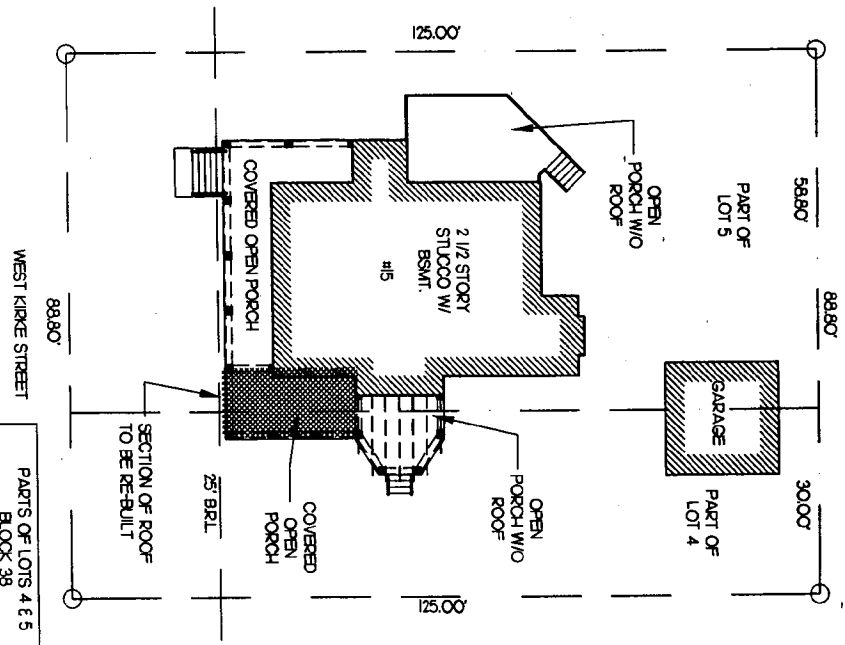 125.00'
58.80'
PART OF
LOT 5
88.80'
OPEN
PORCH W/O
ROOF
COVERED OPEN PORCH
2 1/2 STORY
STUCCO W/
BSMT.
#15
WEST KIRKE STREET
88.80'
GARAGE
30.00'
PART OF
LOT 4
OPEN
PORCH W/O
ROOF
COVERED
OPEN
PORCH
25' B.R.L.
SECTION OF ROOF
TO BE RE-BUILT
125.00'
PARTS OF LOTS 4 & 5
BLOCK 38